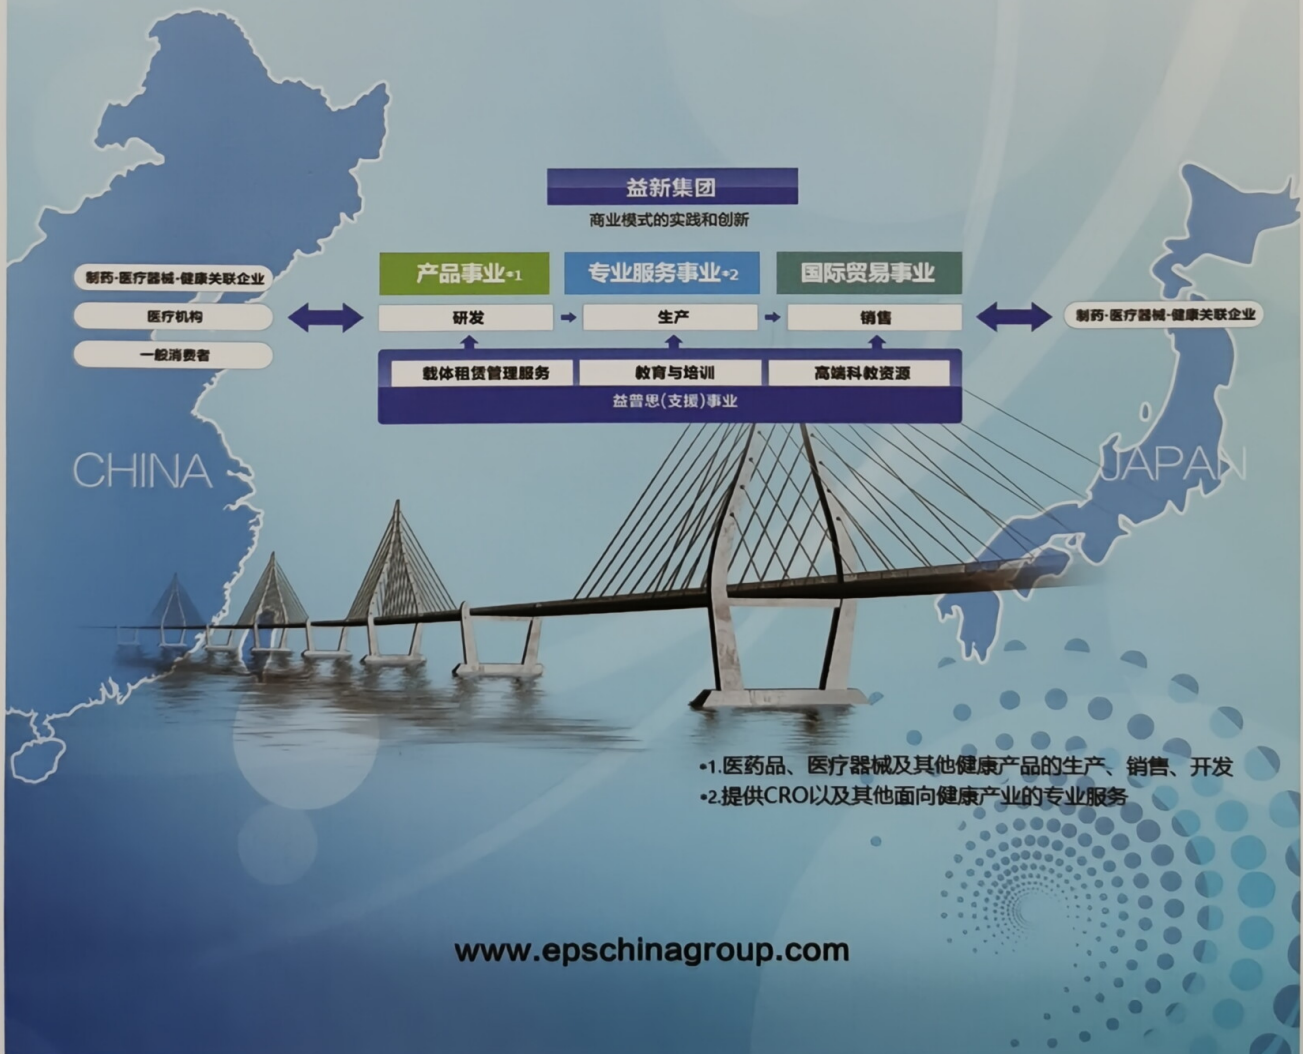 益新集团
商业模式的实践和创新
产品事业•1
专业服务事业•2
国际贸易事业
制药·医疗器械·健康关联企业
医疗机构
一般消费者
研发
生产
销售
制药·医疗器械·健康关联企业
载体租赁管理服务
教育与培训
高端科教资源
益普思(支援)事业
CHINA
JAPAN
•1.医药品、医疗器械及其他健康产品的生产、销售、开发
•2.提供CRO以及其他面向健康产业的专业服务
www.epschinagroup.com